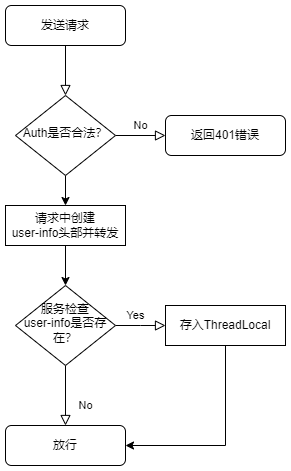 发送请求
Auth是否合法?
No
返回401错误
请求中创建
user-info头部并转发
服务检查
user-info是否存
在?
Yes
存入ThreadLocal
No
放行